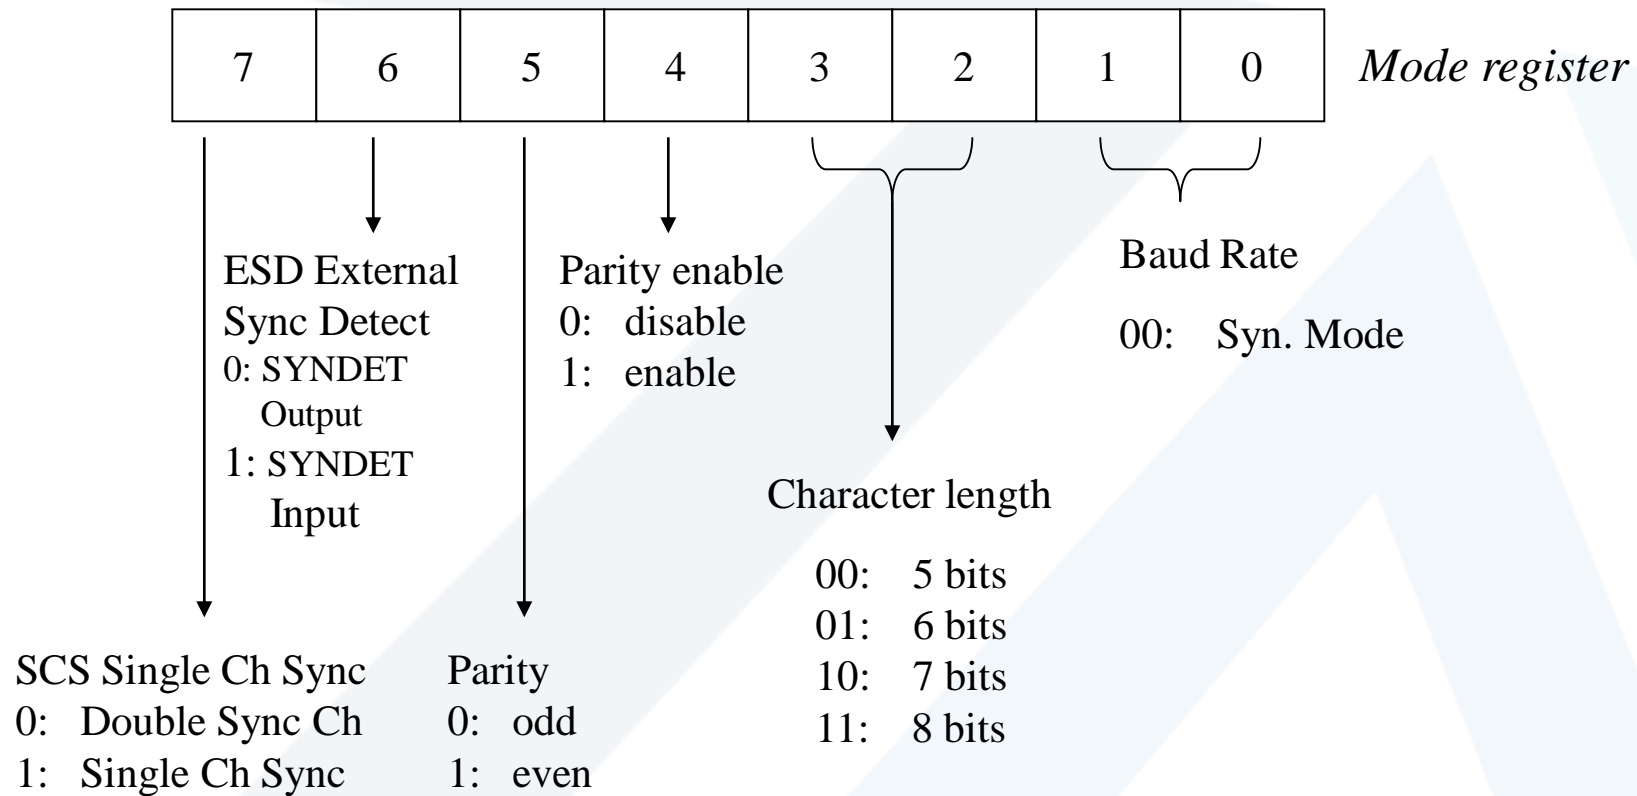 7 6 5 4 3 2 1 0 Mode register
ESD External
Sync Detect
0: SYNDET
Output
1: SYNDET
Input
Parity enable
0: disable
1: enable
Baud Rate
00: Syn. Mode
Character length
00: 5 bits
01: 6 bits
10: 7 bits
11: 8 bits
SCS Single Ch Sync
0: Double Sync Ch
1: Single Ch Sync
Parity
0: odd
1: even